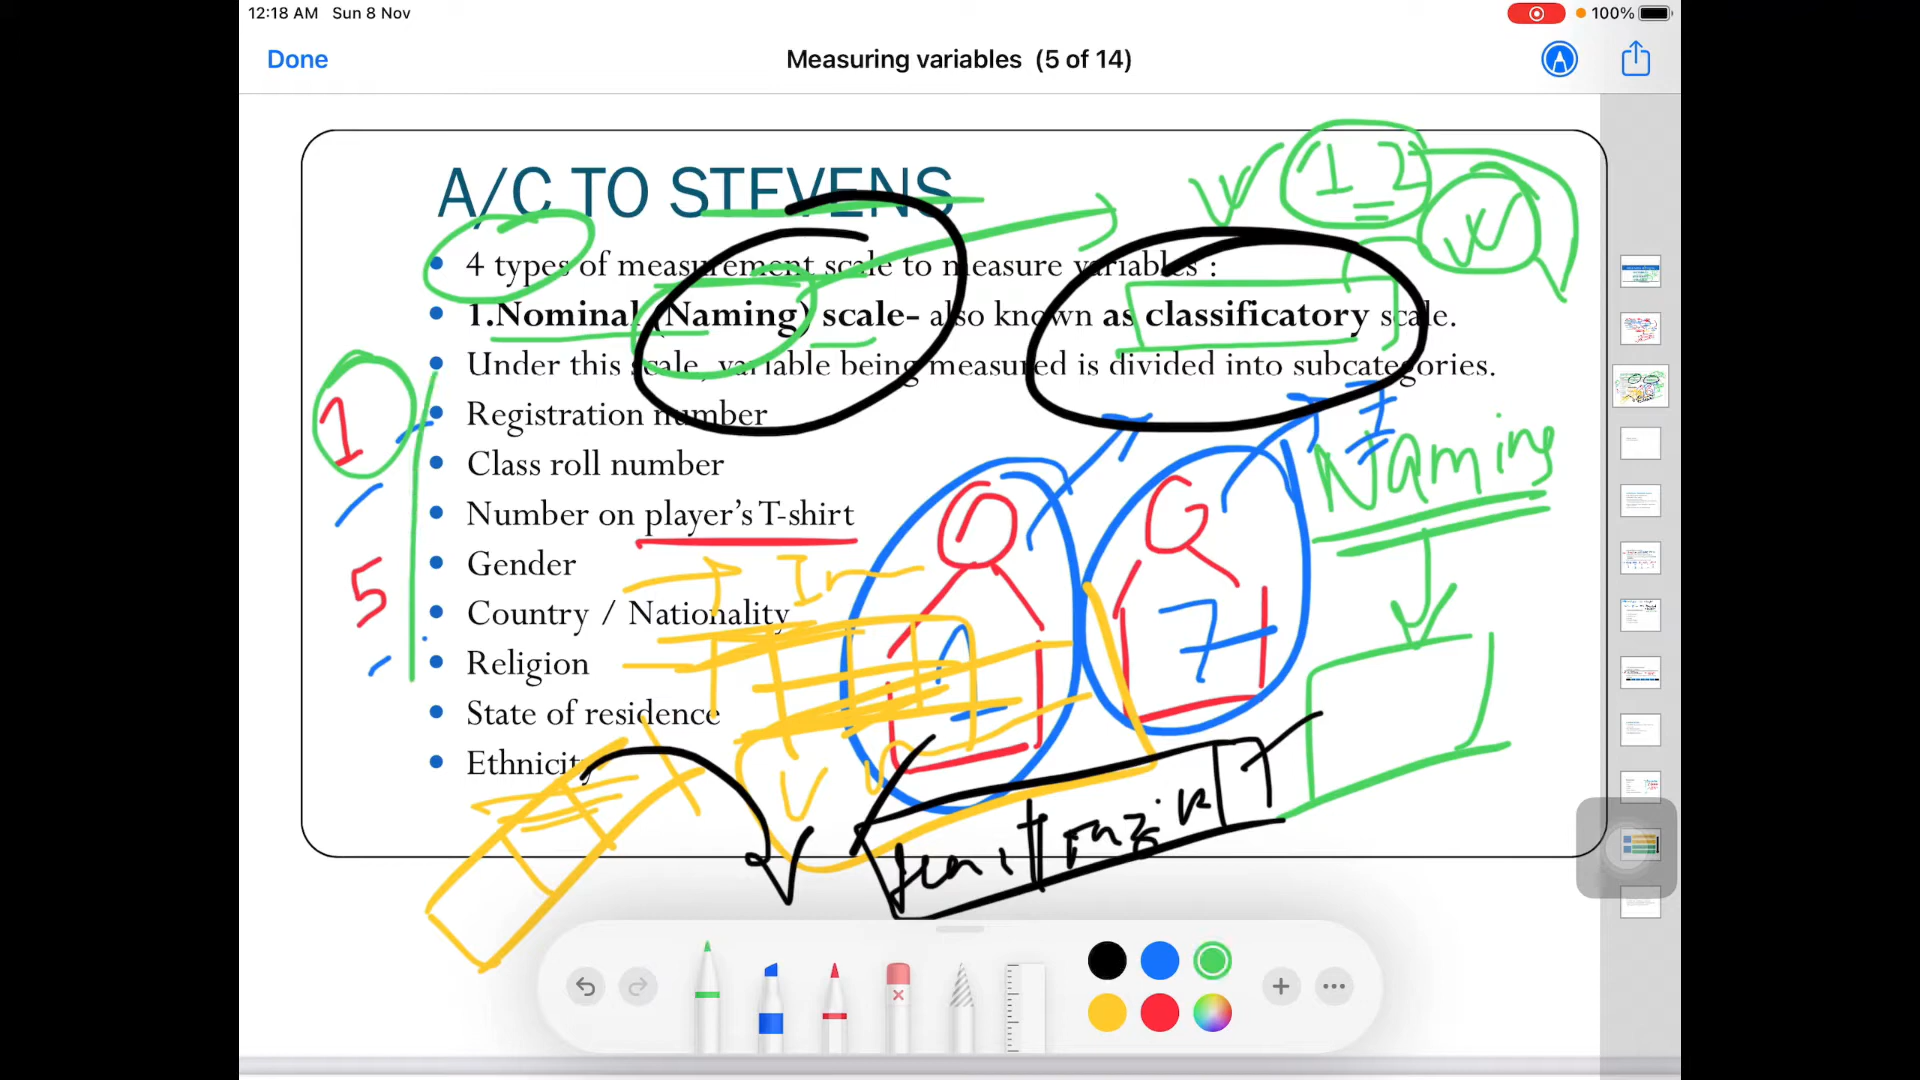 12:18 AM Sun 8 Nov
100%
Done
Measuring variables (5 of 14)
A/C TO STEVENS
1 2
4 types of measurement scale to measure variables :
1.Nominal (Naming) scale- also known as classificatory scale.
Under this scale, variable being measured is divided into subcategories.
Registration number
1
Naming
Class roll number
Number on player's T-shirt
Gender
5
Country / Nationality
7
Religion
State of residence
Ethnicity